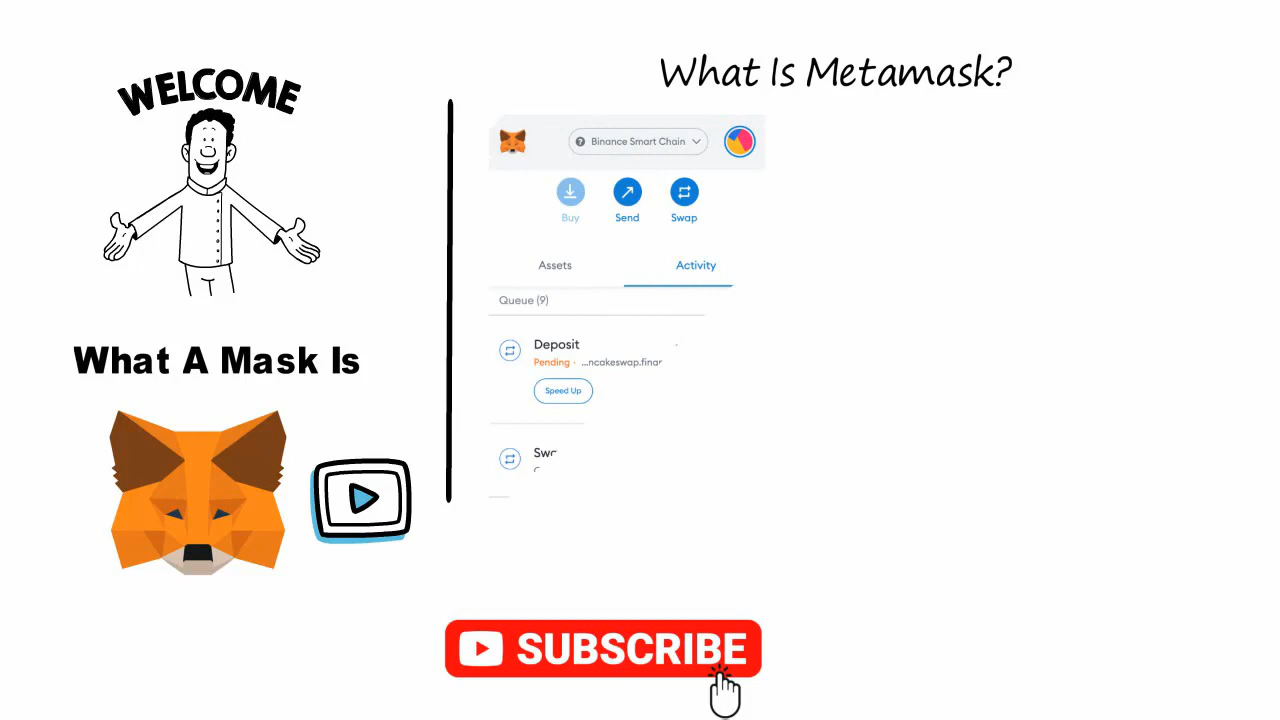 WELCOME
What A Mask Is
What Is Metamask?
Binance Smart Chain
Buy Send Swap
Assets Activity
Queue (9)
Deposit
Pending · ...ncakeswap.finar
Speed Up
SUBSCRIBE